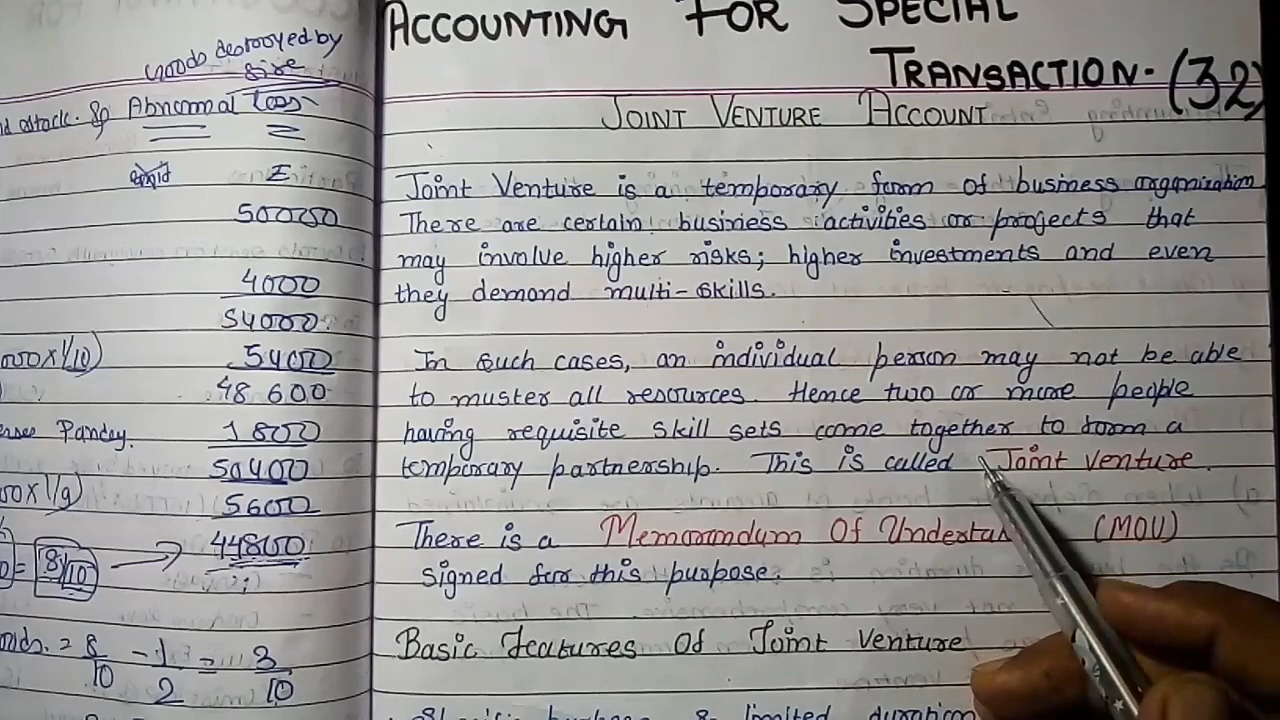 Goods destroyed by
fire
Abnormal Loss
₹
50000
4000
54000
000x1/10)
5400
48600
Pandey.
1800
50400
00x1/9)
5600
44800
8/10
= 8/10 - 1/2 = 3/10
ACCOUNTING FOR SPECIAL
TRANSACTION- (32)
JOINT VENTURE ACCOUNT
Joint Venture is a temporary form of business organization
There are certain business activities or projects that
may involve higher risks; higher investments and even
they demand multi-skills.
In such cases, an individual person may not be able
to muster all resources. Hence two or more people
having requisite skill sets come together to form a
temporary partnership. This is called Joint venture.
There is a Memorandum Of (MOU)
signed for this purpose.
Basic Features Of Joint Venture
limited duration